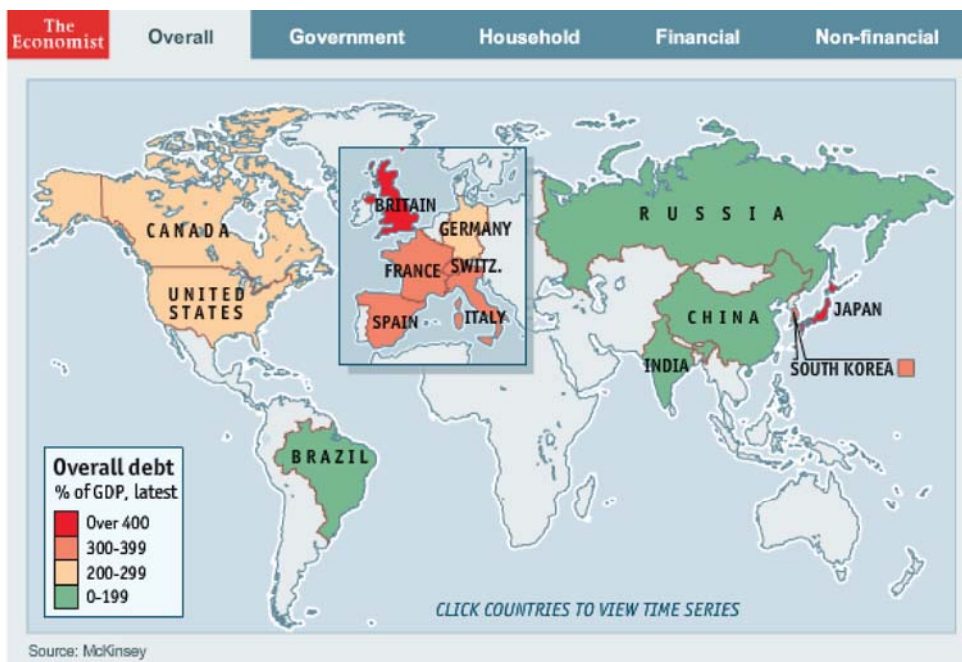 The
Economist
Overall
Government
Household
Financial
Non-financial
CANADA
UNITED
STATES
BRITAIN
GERMANY
FRANCE
SWITZ.
SPAIN
ITALY
RUSSIA
CHINA
JAPAN
INDIA
SOUTH KOREA
BRAZIL
Overall debt
% of GDP, latest
Over 400
300-399
200-299
0-199
CLICK COUNTRIES TO VIEW TIME SERIES
Source: McKinsey